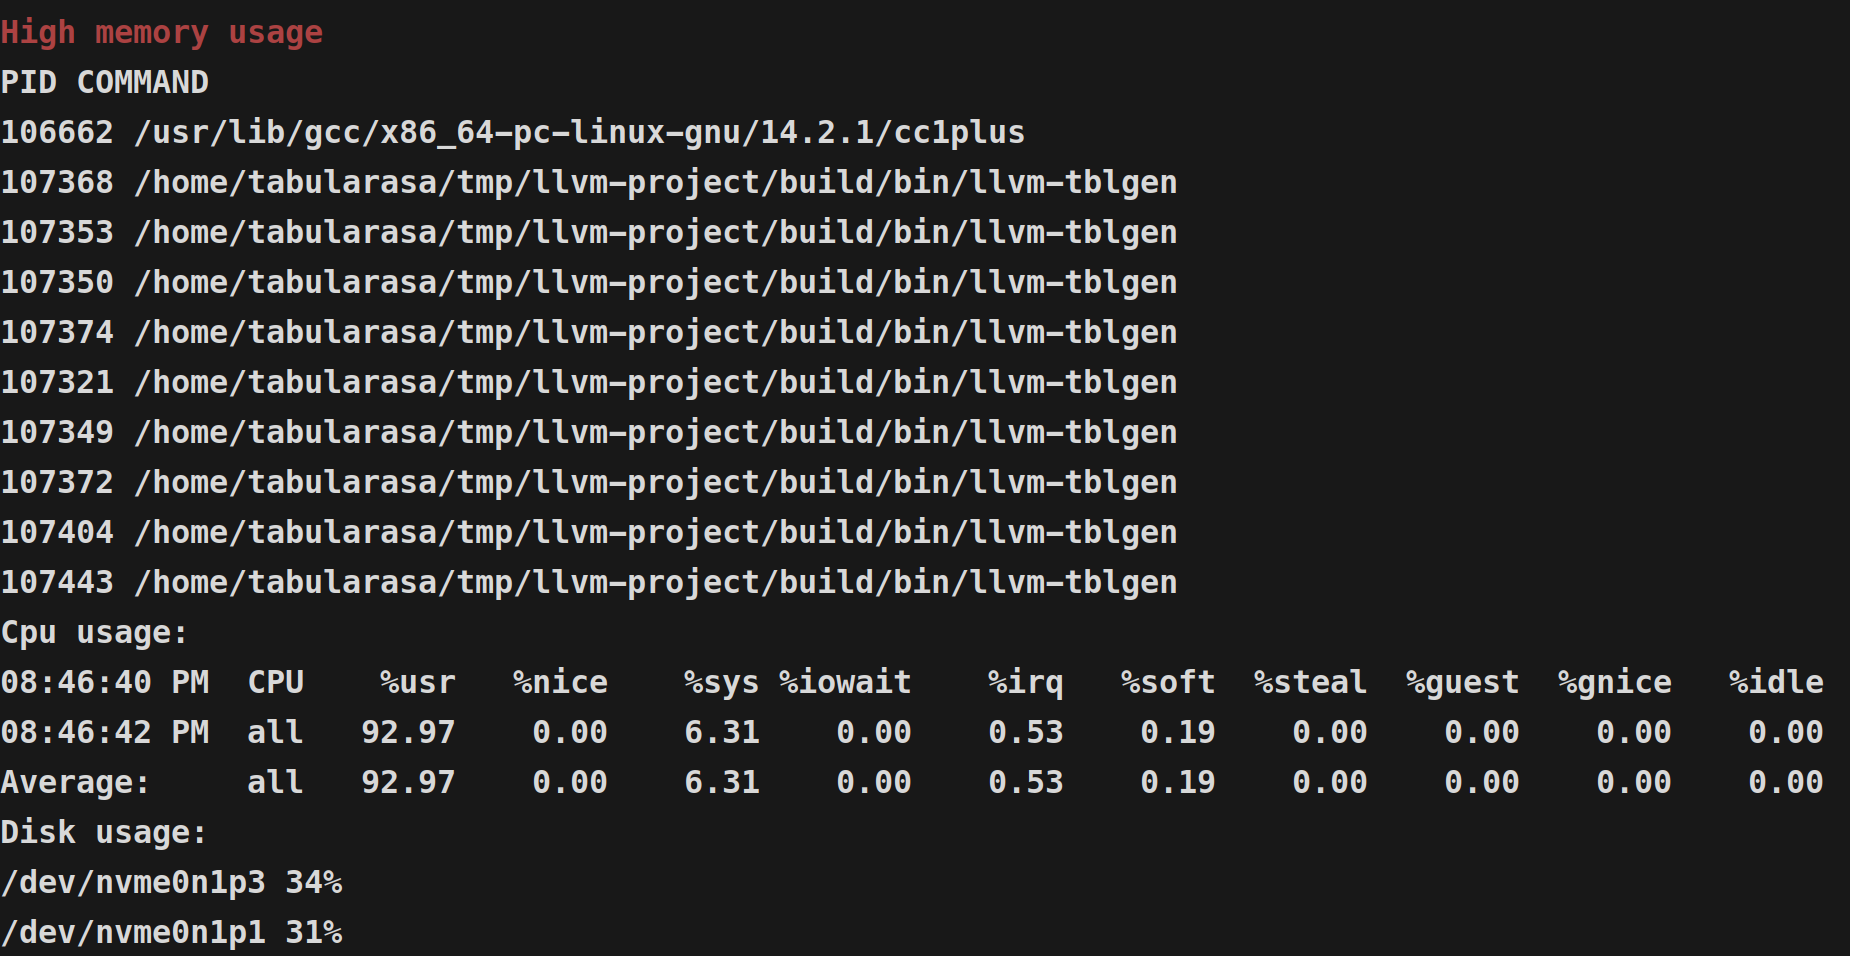 High memory usage
PID COMMAND
106662 /usr/lib/gcc/x86_64-pc-linux-gnu/14.2.1/cc1plus
107368 /home/tabularasa/tmp/llvm-project/build/bin/llvm-tblgen
107353 /home/tabularasa/tmp/llvm-project/build/bin/llvm-tblgen
107350 /home/tabularasa/tmp/llvm-project/build/bin/llvm-tblgen
107374 /home/tabularasa/tmp/llvm-project/build/bin/llvm-tblgen
107321 /home/tabularasa/tmp/llvm-project/build/bin/llvm-tblgen
107349 /home/tabularasa/tmp/llvm-project/build/bin/llvm-tblgen
107372 /home/tabularasa/tmp/llvm-project/build/bin/llvm-tblgen
107404 /home/tabularasa/tmp/llvm-project/build/bin/llvm-tblgen
107443 /home/tabularasa/tmp/llvm-project/build/bin/llvm-tblgen
Cpu usage:
08:46:40 PM  CPU    %usr   %nice    %sys %iowait    %irq   %soft  %steal  %guest  %gnice   %idle
08:46:42 PM  all   92.97    0.00    6.31    0.00    0.53    0.19    0.00    0.00    0.00    0.00
Average:     all   92.97    0.00    6.31    0.00    0.53    0.19    0.00    0.00    0.00    0.00
Disk usage:
/dev/nvme0n1p3 34%
/dev/nvme0n1p1 31%